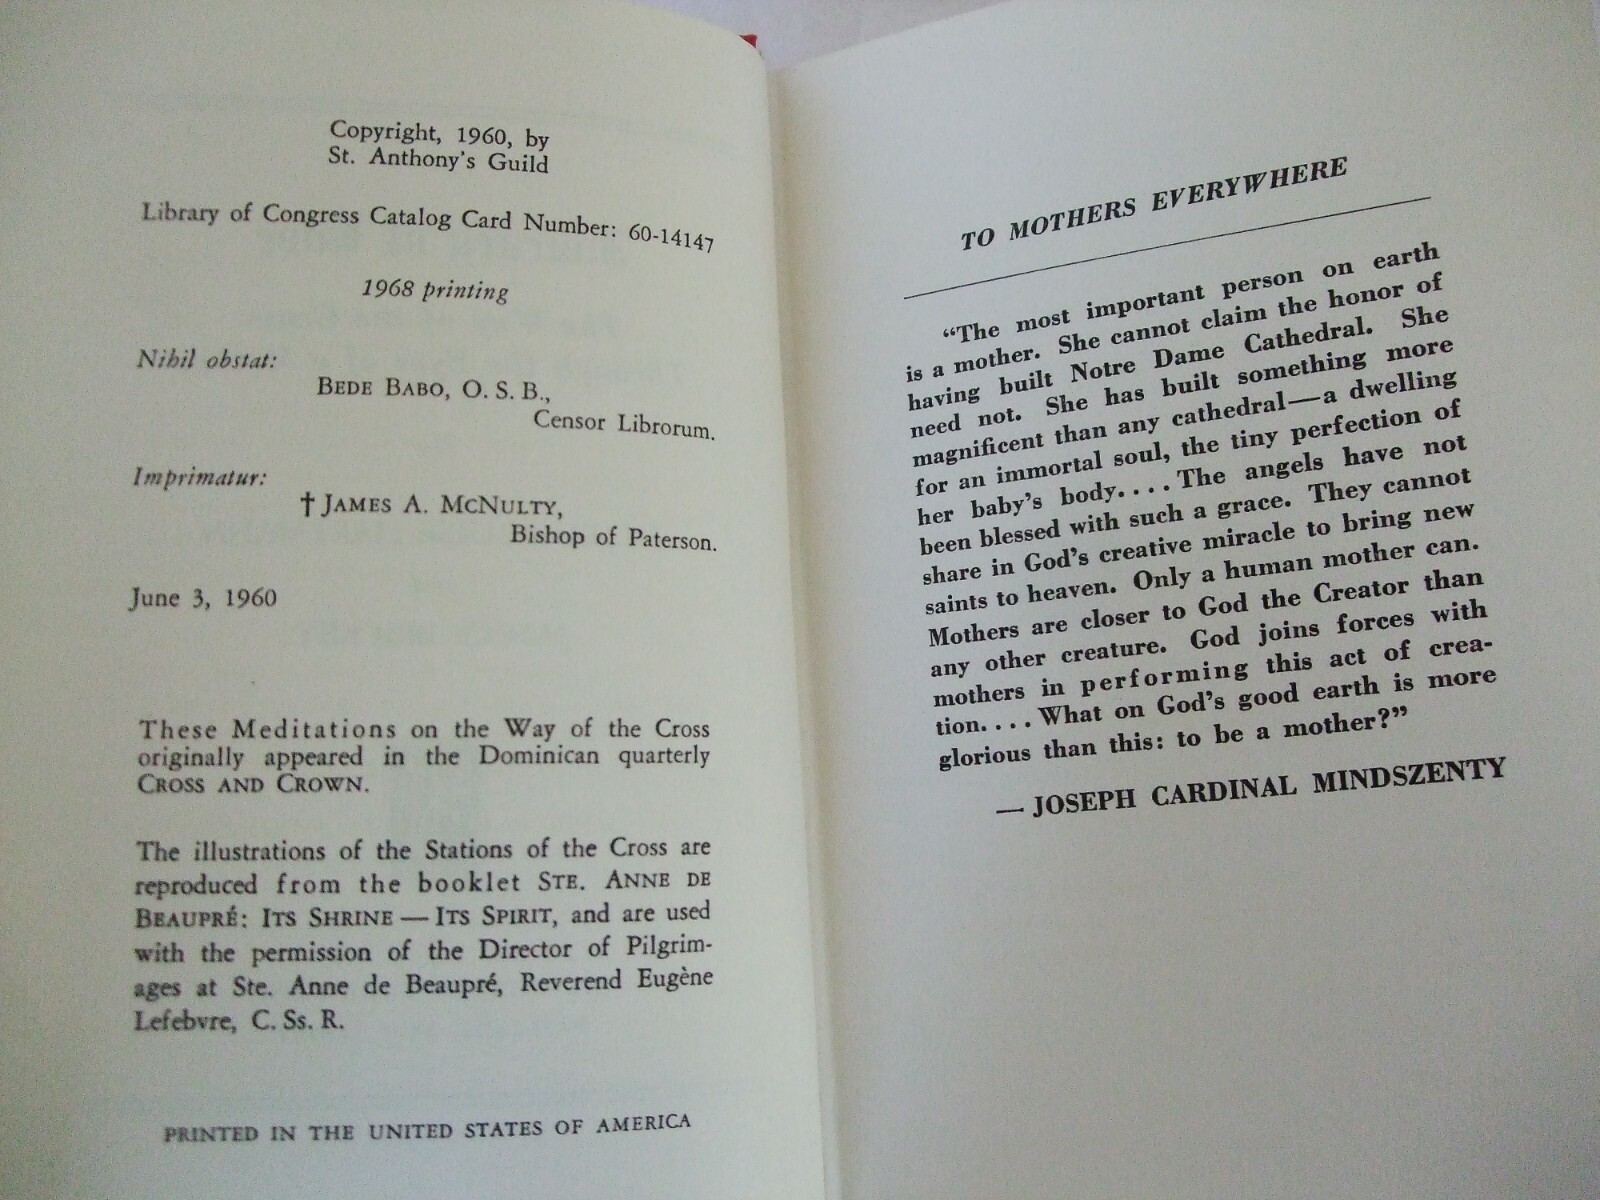 Copyright, 1960, by
St. Anthony's Guild
Library of Congress Catalog Card Number: 60-14147
1968 printing
Nihil obstat:
BEDE BABO, O. S. B.,
Censor Librorum.
Imprimatur:
† JAMES A. MCNULTY,
Bishop of Paterson.
June 3, 1960
These Meditations on the Way of the Cross
originally appeared in the Dominican quarterly
CROSS AND CROWN.
The illustrations of the Stations of the Cross are
reproduced from the booklet STE. ANNE DE
BEAUPRÉ: ITS SHRINE — ITS SPIRIT, and are used
with the permission of the Director of Pilgrim-
ages at Ste. Anne de Beaupré, Reverend Eugène
Lefebvre, C. Ss. R.
PRINTED IN THE UNITED STATES OF AMERICA
TO MOTHERS EVERYWHERE
“The most important person on earth
is a mother. She cannot claim the honor of
having built Notre Dame Cathedral. She
need not. She has built something more
magnificent than any cathedral—a dwelling
for an immortal soul, the tiny perfection of
her baby's body. . . . The angels have not
been blessed with such a grace. They cannot
share in God's creative miracle to bring new
saints to heaven. Only a human mother can.
Mothers are closer to God the Creator than
any other creature. God joins forces with
mothers in performing this act of crea-
tion. . . . What on God's good earth is more
glorious than this: to be a mother?”
— JOSEPH CARDINAL MINDSZENTY